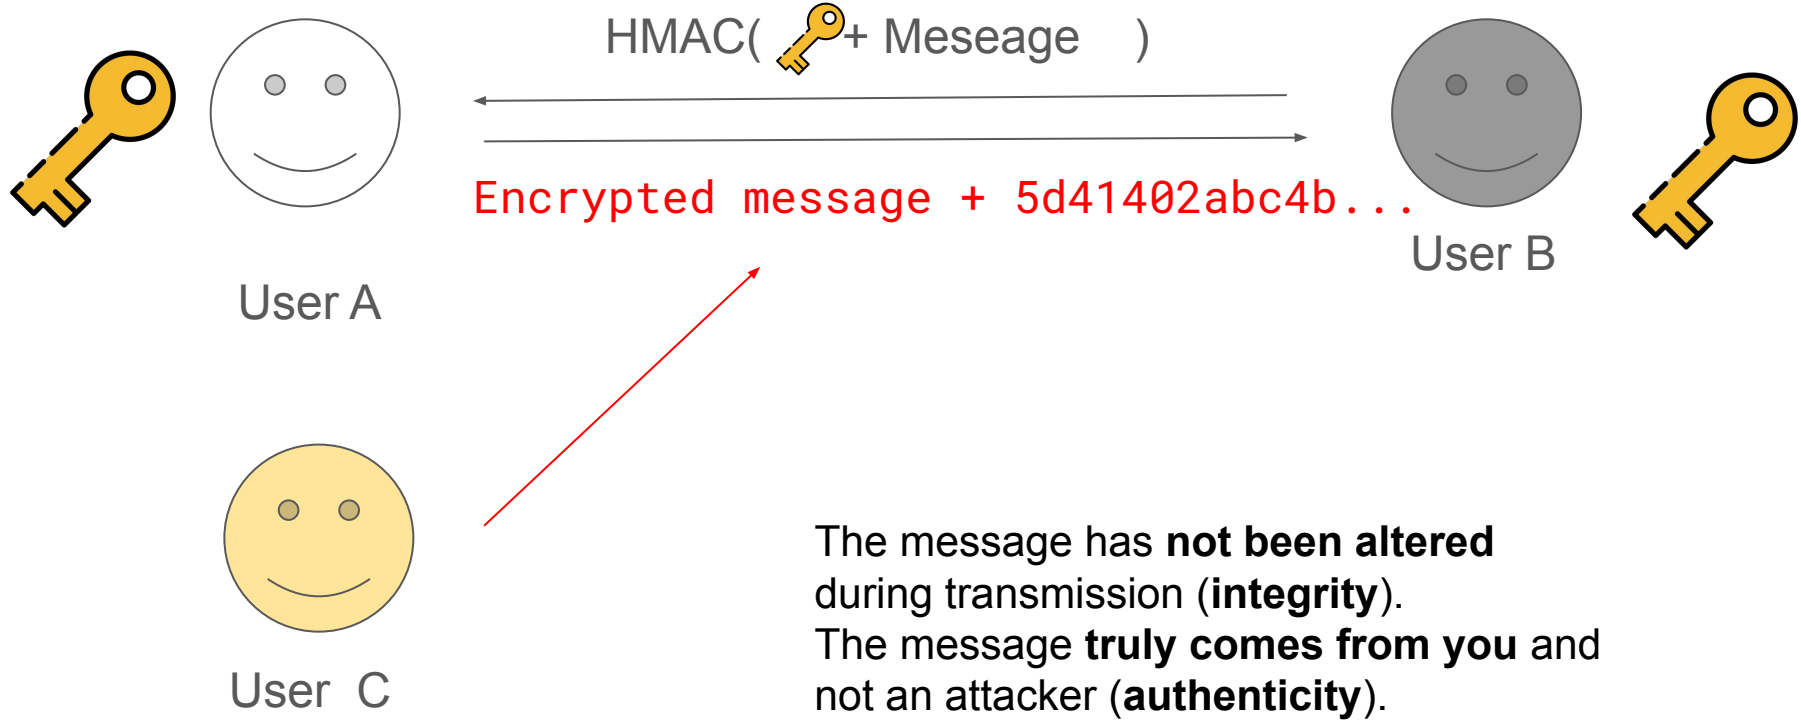 HMAC( + Meseage )
Encrypted message + 5d41402abc4b...
User B
User A
The message has not been altered
during transmission (integrity).
The message truly comes from you and
not an attacker (authenticity).
User C